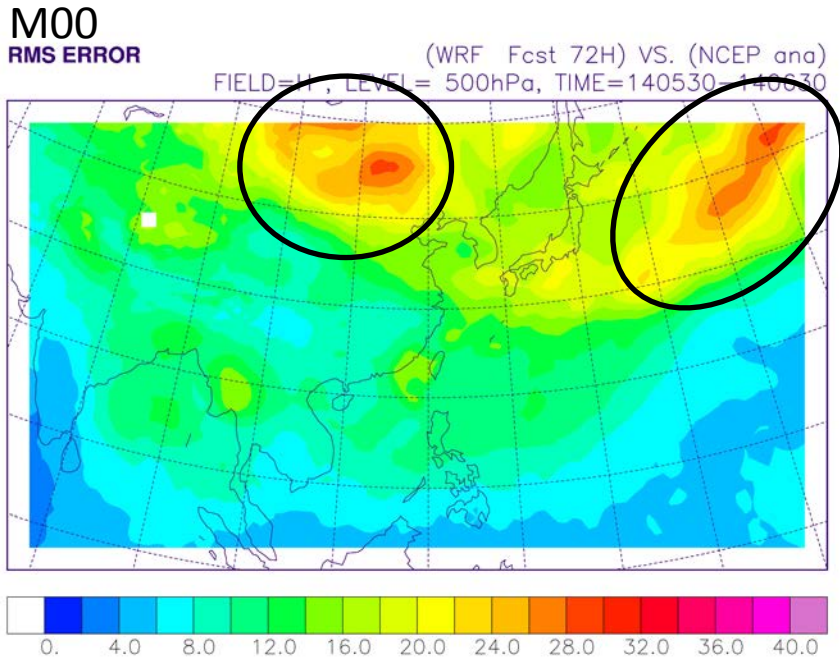 M00
RMS ERROR
(WRF Fcst 72H) VS. (NCEP ana)
FIELD=H , LEVEL= 500hPa, TIME=140530-140630
0. 4.0 8.0 12.0 16.0 20.0 24.0 28.0 32.0 36.0 40.0